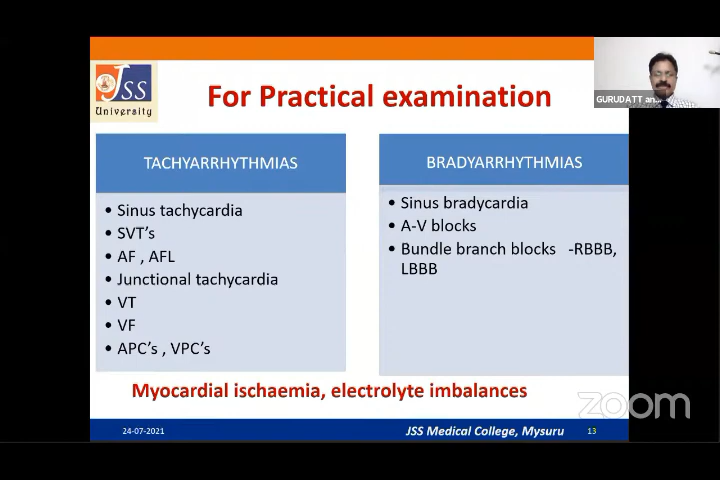 JSS
University
For Practical examination
GURUDATT
TACHYARRHYTHMIAS
• Sinus tachycardia
• SVT's
• AF , AFL
• Junctional tachycardia
• VT
• VF
• APC's , VPC's
BRADYARRHYTHMIAS
• Sinus bradycardia
• A-V blocks
• Bundle branch blocks -RBBB,
LBBB
Myocardial ischaemia, electrolyte imbalances
zoom
24-07-2021
JSS Medical College, Mysuru
13